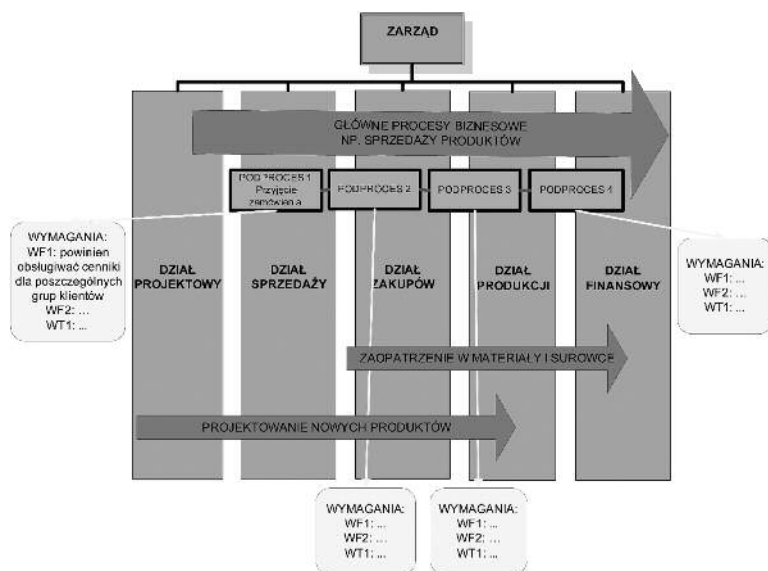 ZARZĄD
GŁÓWNE PROCESY BIZNESOWE
NP. SPRZEDAŻY PRODUKTÓW
PODPROCES 1
Przyjęcie
zamówienia
PODPROCES 2
PODPROCES 3
PODPROCES 4
WYMAGANIA:
WF1: powinien
obsługiwać cenniki
dla poszczególnych
grup klientów
WF2: ...
WT1: ...
DZIAŁ
PROJEKTOWY
DZIAŁ
SPRZEDAŻY
DZIAŁ
ZAKUPÓW
DZIAŁ
PRODUKCJI
DZIAŁ
FINANSOWY
WYMAGANIA:
WF1: ...
WF2: ...
WT1: ...
ZAOPATRZENIE W MATERIAŁY I SUROWCE
PROJEKTOWANIE NOWYCH PRODUKTÓW
WYMAGANIA:
WF1: ...
WF2: ...
WT1: ...
WYMAGANIA:
WF1: ...
WF2: ...
WT1: ...